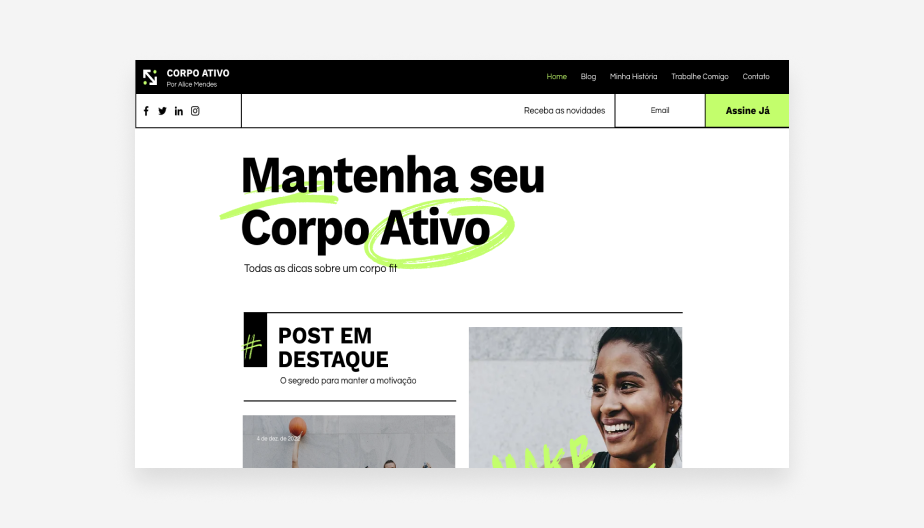 CORPO ATIVO
Por Alice Mendes
Home Blog Minha História Trabalhe Comigo Contato
Receba as novidades
Email
Assine Já
Mantenha seu
Corpo Ativo
Todas as dicas sobre um corpo fit
#
POST EM
DESTAQUE
O segredo para manter a motivação
4 de dez. de 2022
MAKE